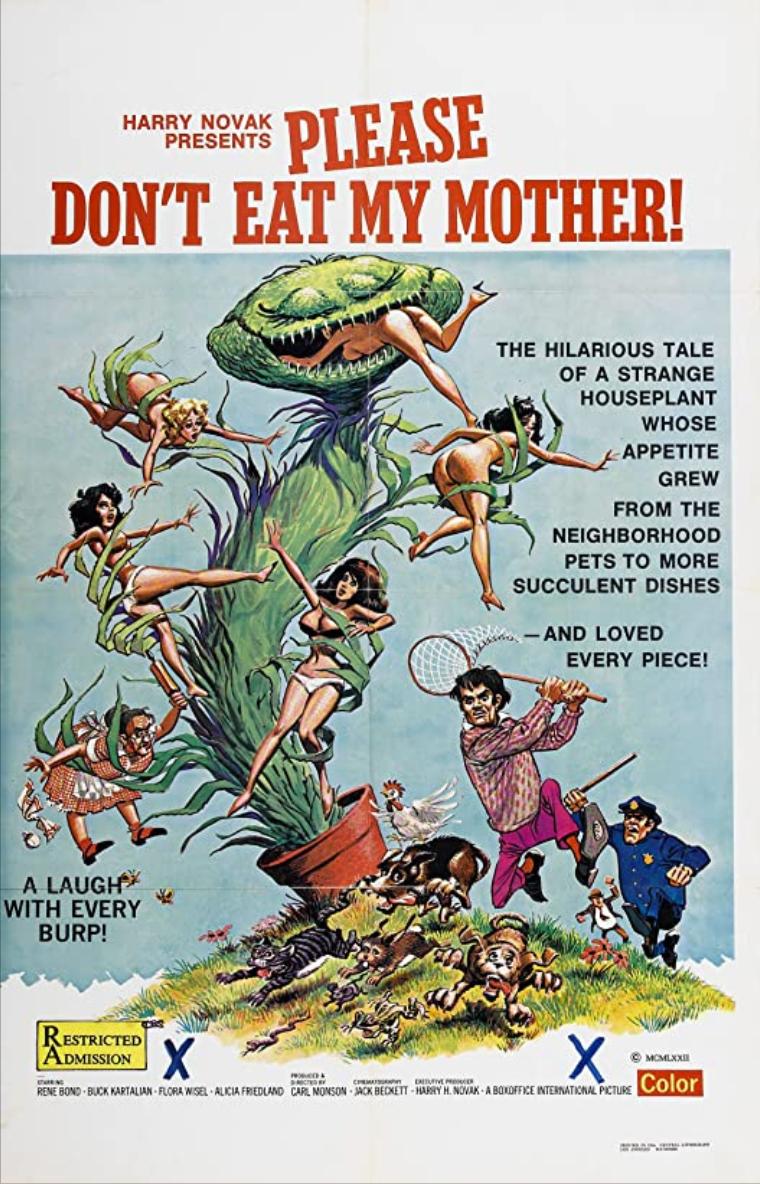 HARRY NOVAK
PRESENTS
PLEASE
DON'T EAT MY MOTHER!
THE HILARIOUS TALE
OF A STRANGE
HOUSEPLANT
WHOSE
APPETITE
GREW
FROM THE
NEIGHBORHOOD
PETS TO MORE
SUCCULENT DISHES
—AND LOVED
EVERY PIECE!
A LAUGH
WITH EVERY
BURP!
RESTRICTED
ADMISSION
X
X
© MCMLXXII
Color
STARRING
RENE BOND · BUCK KARTALIAN · FLORA WISEL · ALICIA FRIEDLAND
PRODUCED &
DIRECTED BY
CARL MONSON
CINEMATOGRAPHY
JACK BECKETT
EXECUTIVE PRODUCER
HARRY H. NOVAK · A BOXOFFICE INTERNATIONAL PICTURE